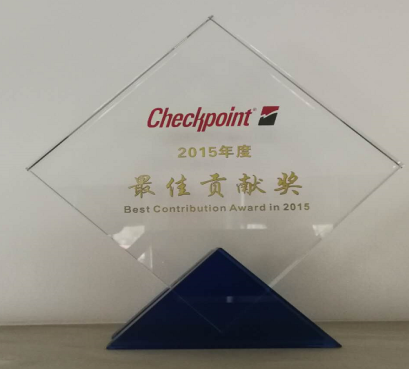 Checkpoint®
2015年度
最佳贡献奖
Best Contribution Award in 2015